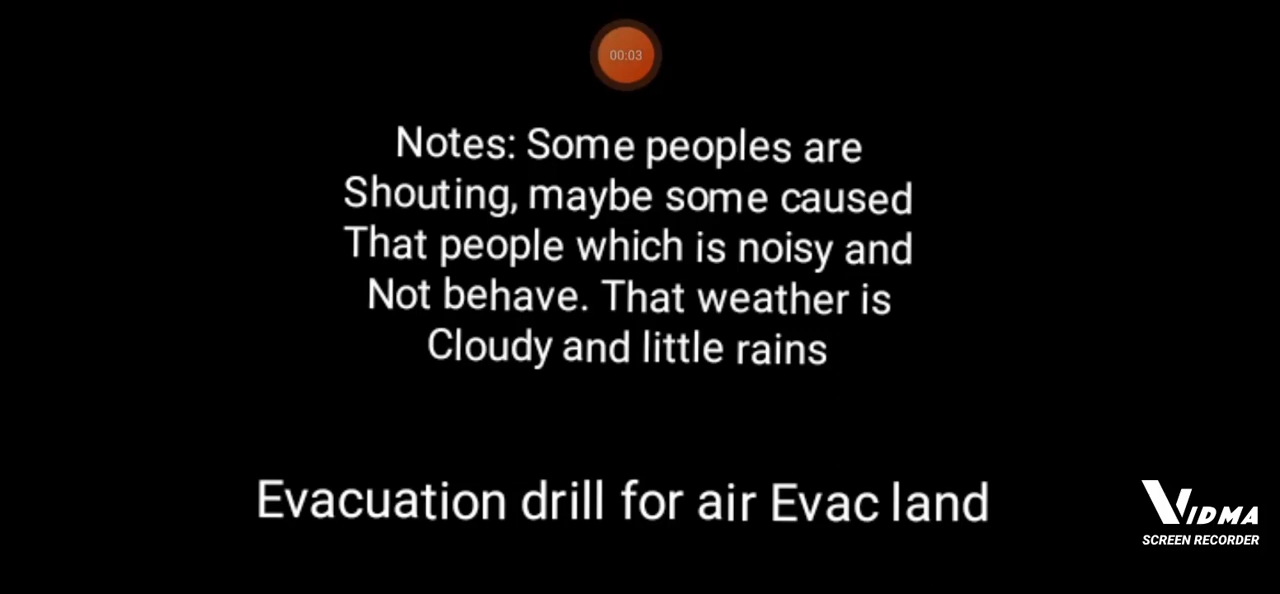 00:03
Notes: Some peoples are
Shouting, maybe some caused
That people which is noisy and
Not behave. That weather is
Cloudy and little rains
Evacuation drill for air Evac land
VIDMA
SCREEN RECORDER